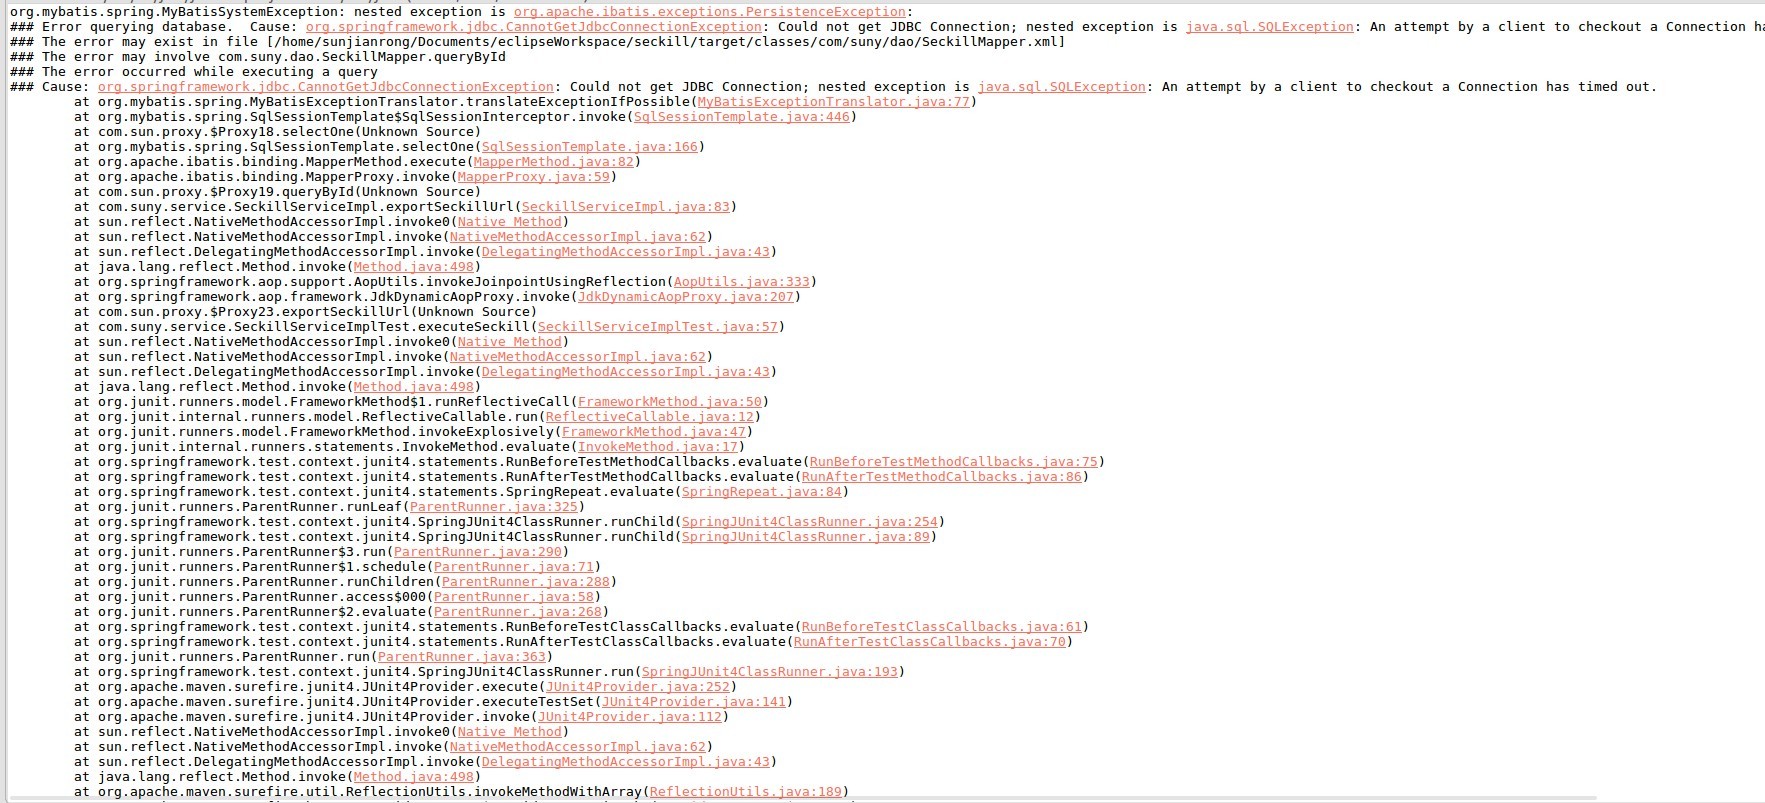 org.mybatis.spring.MyBatisSystemException: nested exception is org.apache.ibatis.exceptions.PersistenceException:
### Error querying database.  Cause: org.springframework.jdbc.CannotGetJdbcConnectionException: Could not get JDBC Connection; nested exception is java.sql.SQLException: An attempt by a client to checkout a Connection ha
### The error may exist in file [/home/sunjianrong/Documents/eclipseWorkspace/seckill/target/classes/com/suny/dao/SeckillMapper.xml]
### The error may involve com.suny.dao.SeckillMapper.queryById
### The error occurred while executing a query
### Cause: org.springframework.jdbc.CannotGetJdbcConnectionException: Could not get JDBC Connection; nested exception is java.sql.SQLException: An attempt by a client to checkout a Connection has timed out.
at org.mybatis.spring.MyBatisExceptionTranslator.translateExceptionIfPossible(MyBatisExceptionTranslator.java:77)
at org.mybatis.spring.SqlSessionTemplate$SqlSessionInterceptor.invoke(SqlSessionTemplate.java:446)
at com.sun.proxy.$Proxy18.selectOne(Unknown Source)
at org.mybatis.spring.SqlSessionTemplate.selectOne(SqlSessionTemplate.java:166)
at org.apache.ibatis.binding.MapperMethod.execute(MapperMethod.java:82)
at org.apache.ibatis.binding.MapperProxy.invoke(MapperProxy.java:59)
at com.sun.proxy.$Proxy19.queryById(Unknown Source)
at com.suny.service.SeckillServiceImpl.exportSeckillUrl(SeckillServiceImpl.java:83)
at sun.reflect.NativeMethodAccessorImpl.invoke0(Native Method)
at sun.reflect.NativeMethodAccessorImpl.invoke(NativeMethodAccessorImpl.java:62)
at sun.reflect.DelegatingMethodAccessorImpl.invoke(DelegatingMethodAccessorImpl.java:43)
at java.lang.reflect.Method.invoke(Method.java:498)
at org.springframework.aop.support.AopUtils.invokeJoinpointUsingReflection(AopUtils.java:333)
at org.springframework.aop.framework.JdkDynamicAopProxy.invoke(JdkDynamicAopProxy.java:207)
at com.sun.proxy.$Proxy23.exportSeckillUrl(Unknown Source)
at com.suny.service.SeckillServiceImplTest.executeSeckill(SeckillServiceImplTest.java:57)
at sun.reflect.NativeMethodAccessorImpl.invoke0(Native Method)
at sun.reflect.NativeMethodAccessorImpl.invoke(NativeMethodAccessorImpl.java:62)
at sun.reflect.DelegatingMethodAccessorImpl.invoke(DelegatingMethodAccessorImpl.java:43)
at java.lang.reflect.Method.invoke(Method.java:498)
at org.junit.runners.model.FrameworkMethod$1.runReflectiveCall(FrameworkMethod.java:50)
at org.junit.internal.runners.model.ReflectiveCallable.run(ReflectiveCallable.java:12)
at org.junit.runners.model.FrameworkMethod.invokeExplosively(FrameworkMethod.java:47)
at org.junit.internal.runners.statements.InvokeMethod.evaluate(InvokeMethod.java:17)
at org.springframework.test.context.junit4.statements.RunBeforeTestMethodCallbacks.evaluate(RunBeforeTestMethodCallbacks.java:75)
at org.springframework.test.context.junit4.statements.RunAfterTestMethodCallbacks.evaluate(RunAfterTestMethodCallbacks.java:86)
at org.springframework.test.context.junit4.statements.SpringRepeat.evaluate(SpringRepeat.java:84)
at org.junit.runners.ParentRunner.runLeaf(ParentRunner.java:325)
at org.springframework.test.context.junit4.SpringJUnit4ClassRunner.runChild(SpringJUnit4ClassRunner.java:254)
at org.springframework.test.context.junit4.SpringJUnit4ClassRunner.runChild(SpringJUnit4ClassRunner.java:89)
at org.junit.runners.ParentRunner$3.run(ParentRunner.java:290)
at org.junit.runners.ParentRunner$1.schedule(ParentRunner.java:71)
at org.junit.runners.ParentRunner.runChildren(ParentRunner.java:288)
at org.junit.runners.ParentRunner.access$000(ParentRunner.java:58)
at org.junit.runners.ParentRunner$2.evaluate(ParentRunner.java:268)
at org.springframework.test.context.junit4.statements.RunBeforeTestClassCallbacks.evaluate(RunBeforeTestClassCallbacks.java:61)
at org.springframework.test.context.junit4.statements.RunAfterTestClassCallbacks.evaluate(RunAfterTestClassCallbacks.java:70)
at org.junit.runners.ParentRunner.run(ParentRunner.java:363)
at org.springframework.test.context.junit4.SpringJUnit4ClassRunner.run(SpringJUnit4ClassRunner.java:193)
at org.apache.maven.surefire.junit4.JUnit4Provider.execute(JUnit4Provider.java:252)
at org.apache.maven.surefire.junit4.JUnit4Provider.executeTestSet(JUnit4Provider.java:141)
at org.apache.maven.surefire.junit4.JUnit4Provider.invoke(JUnit4Provider.java:112)
at sun.reflect.NativeMethodAccessorImpl.invoke0(Native Method)
at sun.reflect.NativeMethodAccessorImpl.invoke(NativeMethodAccessorImpl.java:62)
at sun.reflect.DelegatingMethodAccessorImpl.invoke(DelegatingMethodAccessorImpl.java:43)
at java.lang.reflect.Method.invoke(Method.java:498)
at org.apache.maven.surefire.util.ReflectionUtils.invokeMethodWithArray(ReflectionUtils.java:189)